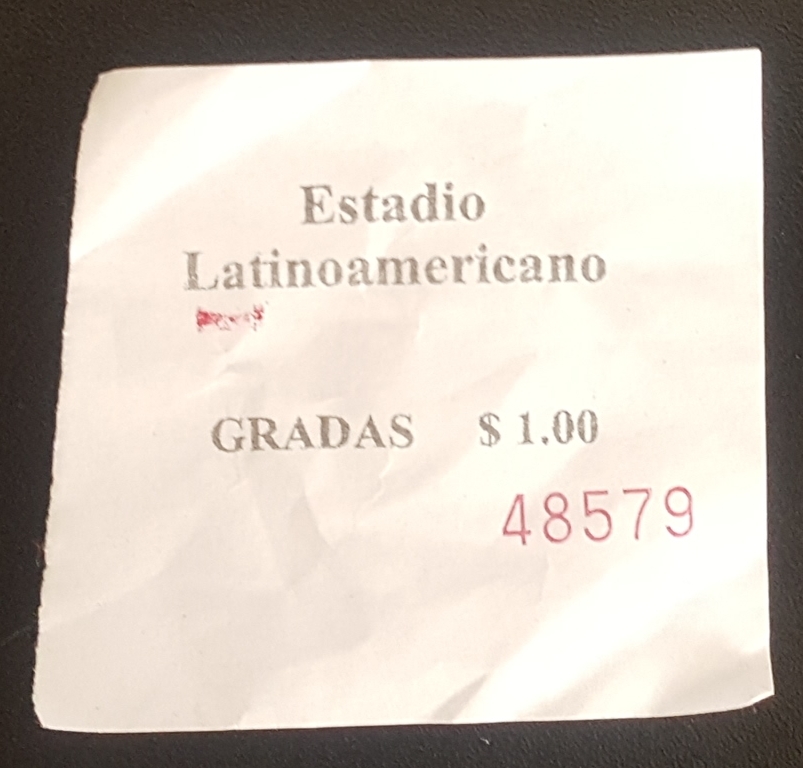 Estadio
Latinoamericano
GRADAS $ 1.00
48579